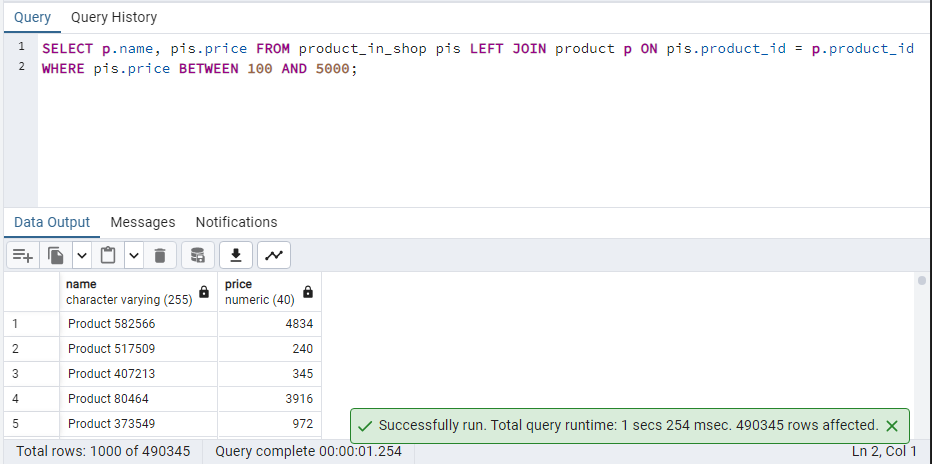 Query Query History
1 SELECT p.name, pis.price FROM product_in_shop pis LEFT JOIN product p ON pis.product_id = p.product_id
2 WHERE pis.price BETWEEN 100 AND 5000;
Data Output Messages Notifications
name price
character varying (255) numeric (40)
1 Product 582566 4834
2 Product 517509 240
3 Product 407213 345
4 Product 80464 3916
5 Product 373549 972
Successfully run. Total query runtime: 1 secs 254 msec. 490345 rows affected.
Total rows: 1000 of 490345 Query complete 00:00:01.254 Ln 2, Col 1